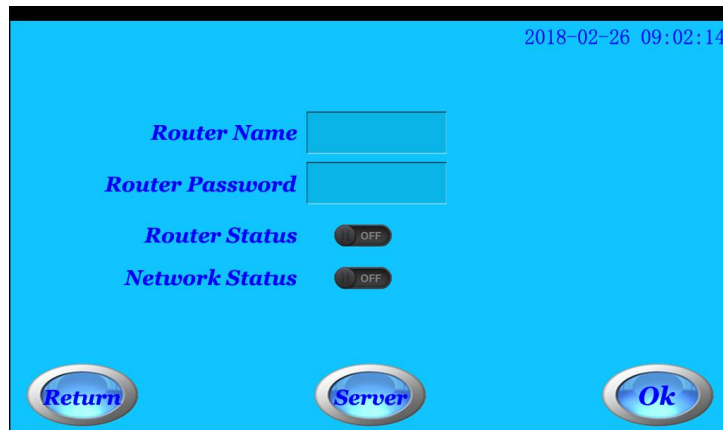 2018-02-26 09:02:14
Router Name
Router Password
Router Status OFF
Network Status OFF
Return Server Ok